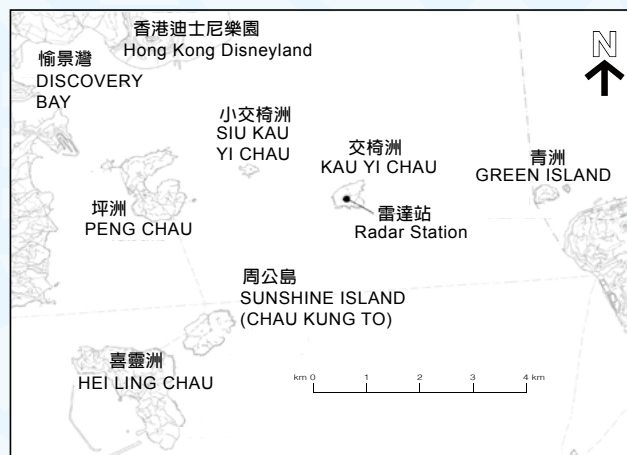 香港迪士尼樂園
Hong Kong Disneyland
N
愉景灣
DISCOVERY
BAY
小交椅洲
SIU KAU
YI CHAU
交椅洲
KAU YI CHAU
青洲
GREEN ISLAND
坪洲
PENG CHAU
雷達站
Radar Station
周公島
SUNSHINE ISLAND
(CHAU KUNG TO)
喜靈洲
HEI LING CHAU
km 0 1 2 3 4 km